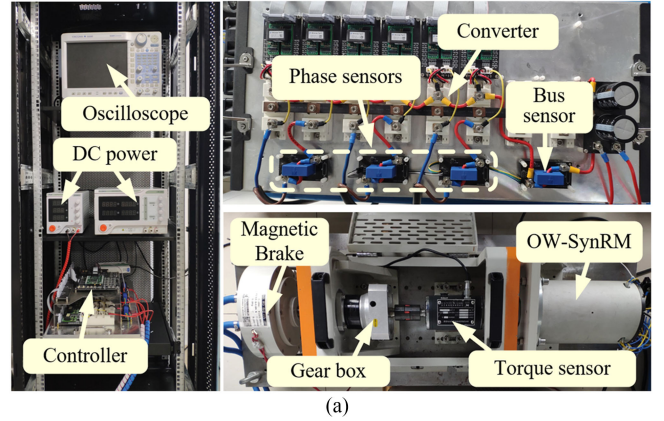 Oscilloscope
DC power
Controller
Converter
Phase sensors
Bus
sensor
Magnetic
Brake
OW-SynRM
Gear box
Torque sensor
(a)